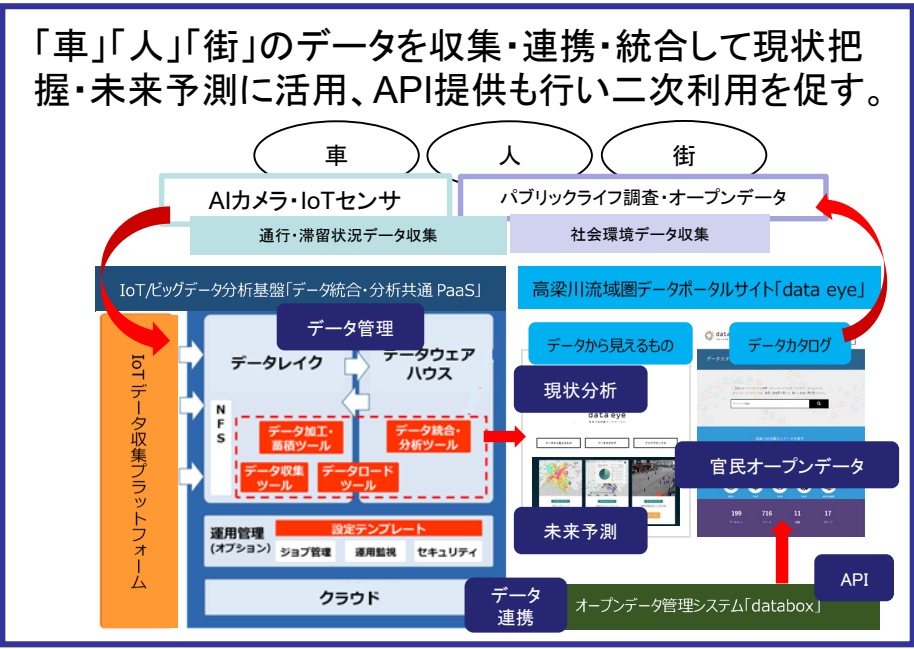 「車」「人」「街」のデータを収集・連携・統合して現状把
握・未来予測に活用、API提供も行い二次利用を促す。
車
人
街
AIカメラ・IoTセンサ
パブリックライフ調査・オープンデータ
通行・滞留状況データ収集
社会環境データ収集
IoT/ビッグデータ分析基盤「データ統合・分析共通 PaaS」
高梁川流域圏データポータルサイト「data eye」
IoTデータ収集プラットフォーム
データ管理
データレイク
データウェア
ハウス
NFS
データ加工・
蓄積ツール
データ統合・
分析ツール
データ収集
ツール
データロード
ツール
運用管理
(オプション)
設定テンプレート
ジョブ管理
運用監視
セキュリティ
クラウド
データから見えるもの
データカタログ
現状分析
data eye
官民オープンデータ
未来予測
199
716
11
17
データ
連携
オープンデータ管理システム「databox」
API